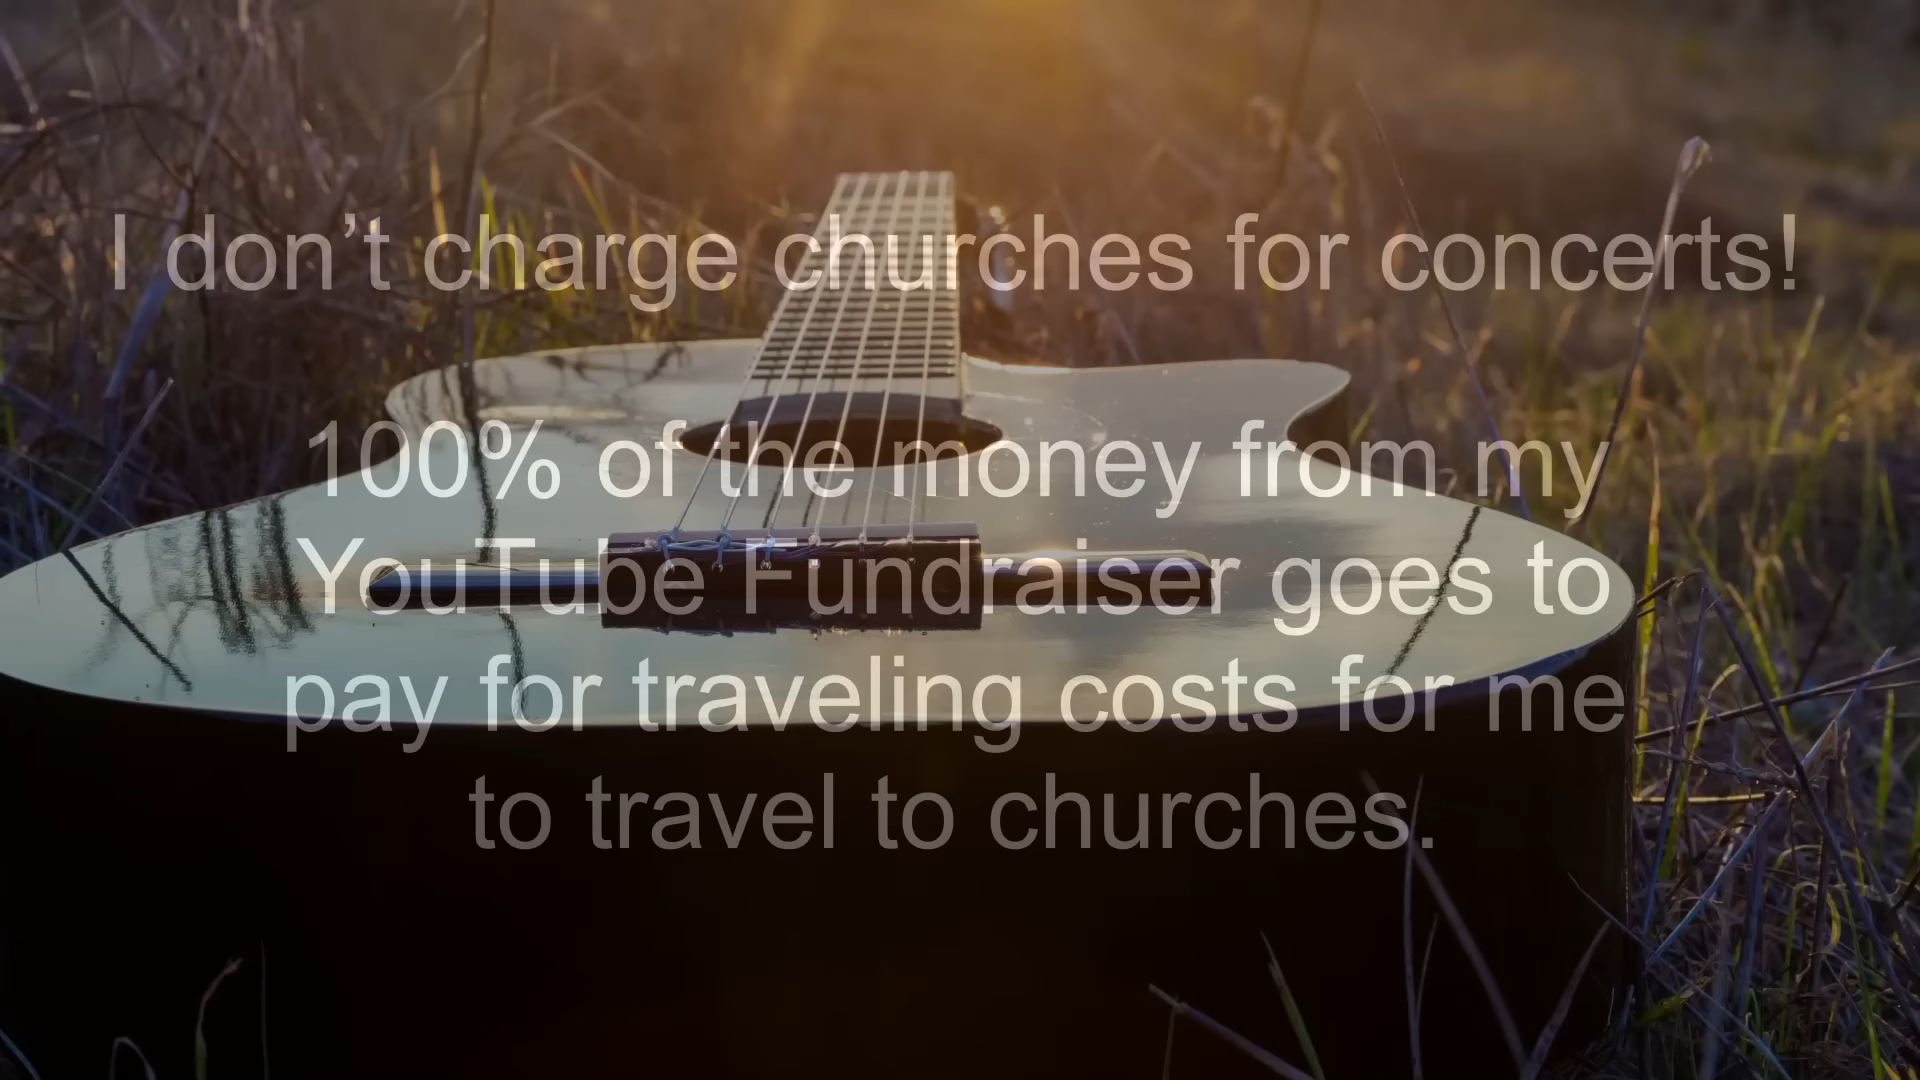 I don’t charge churches for concerts!
100% of the money from my
YouTube Fundraiser goes to
pay for traveling costs for me
to travel to churches.